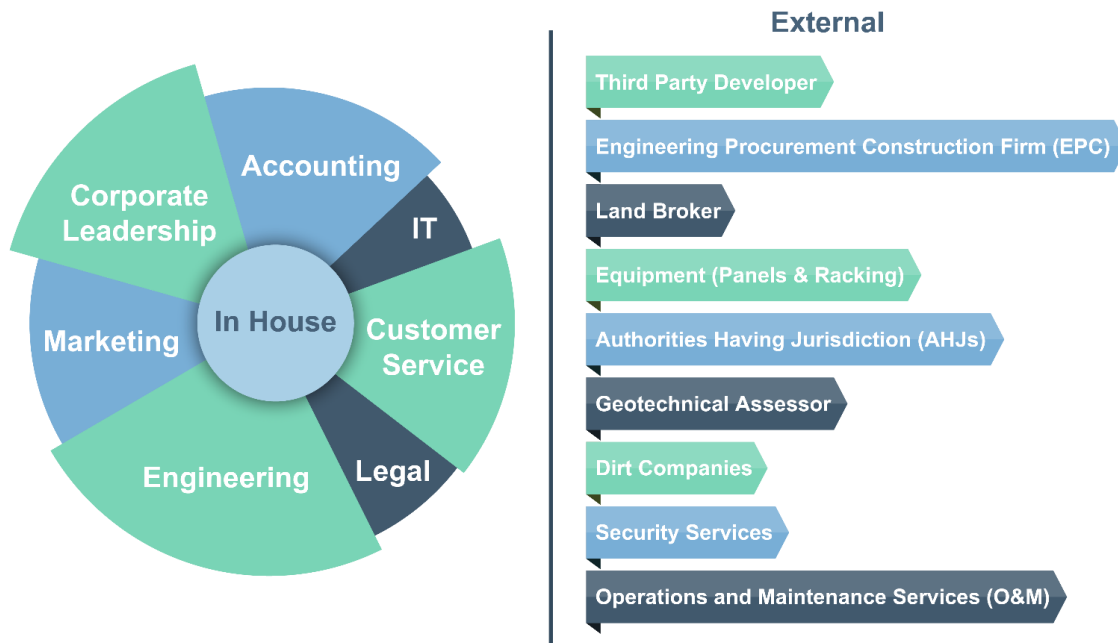 External
Accounting
Corporate
Leadership
IT
In House
Marketing
Customer
Service
Engineering
Legal
Third Party Developer
Engineering Procurement Construction Firm (EPC)
Land Broker
Equipment (Panels & Racking)
Authorities Having Jurisdiction (AHJs)
Geotechnical Assessor
Dirt Companies
Security Services
Operations and Maintenance Services (O&M)